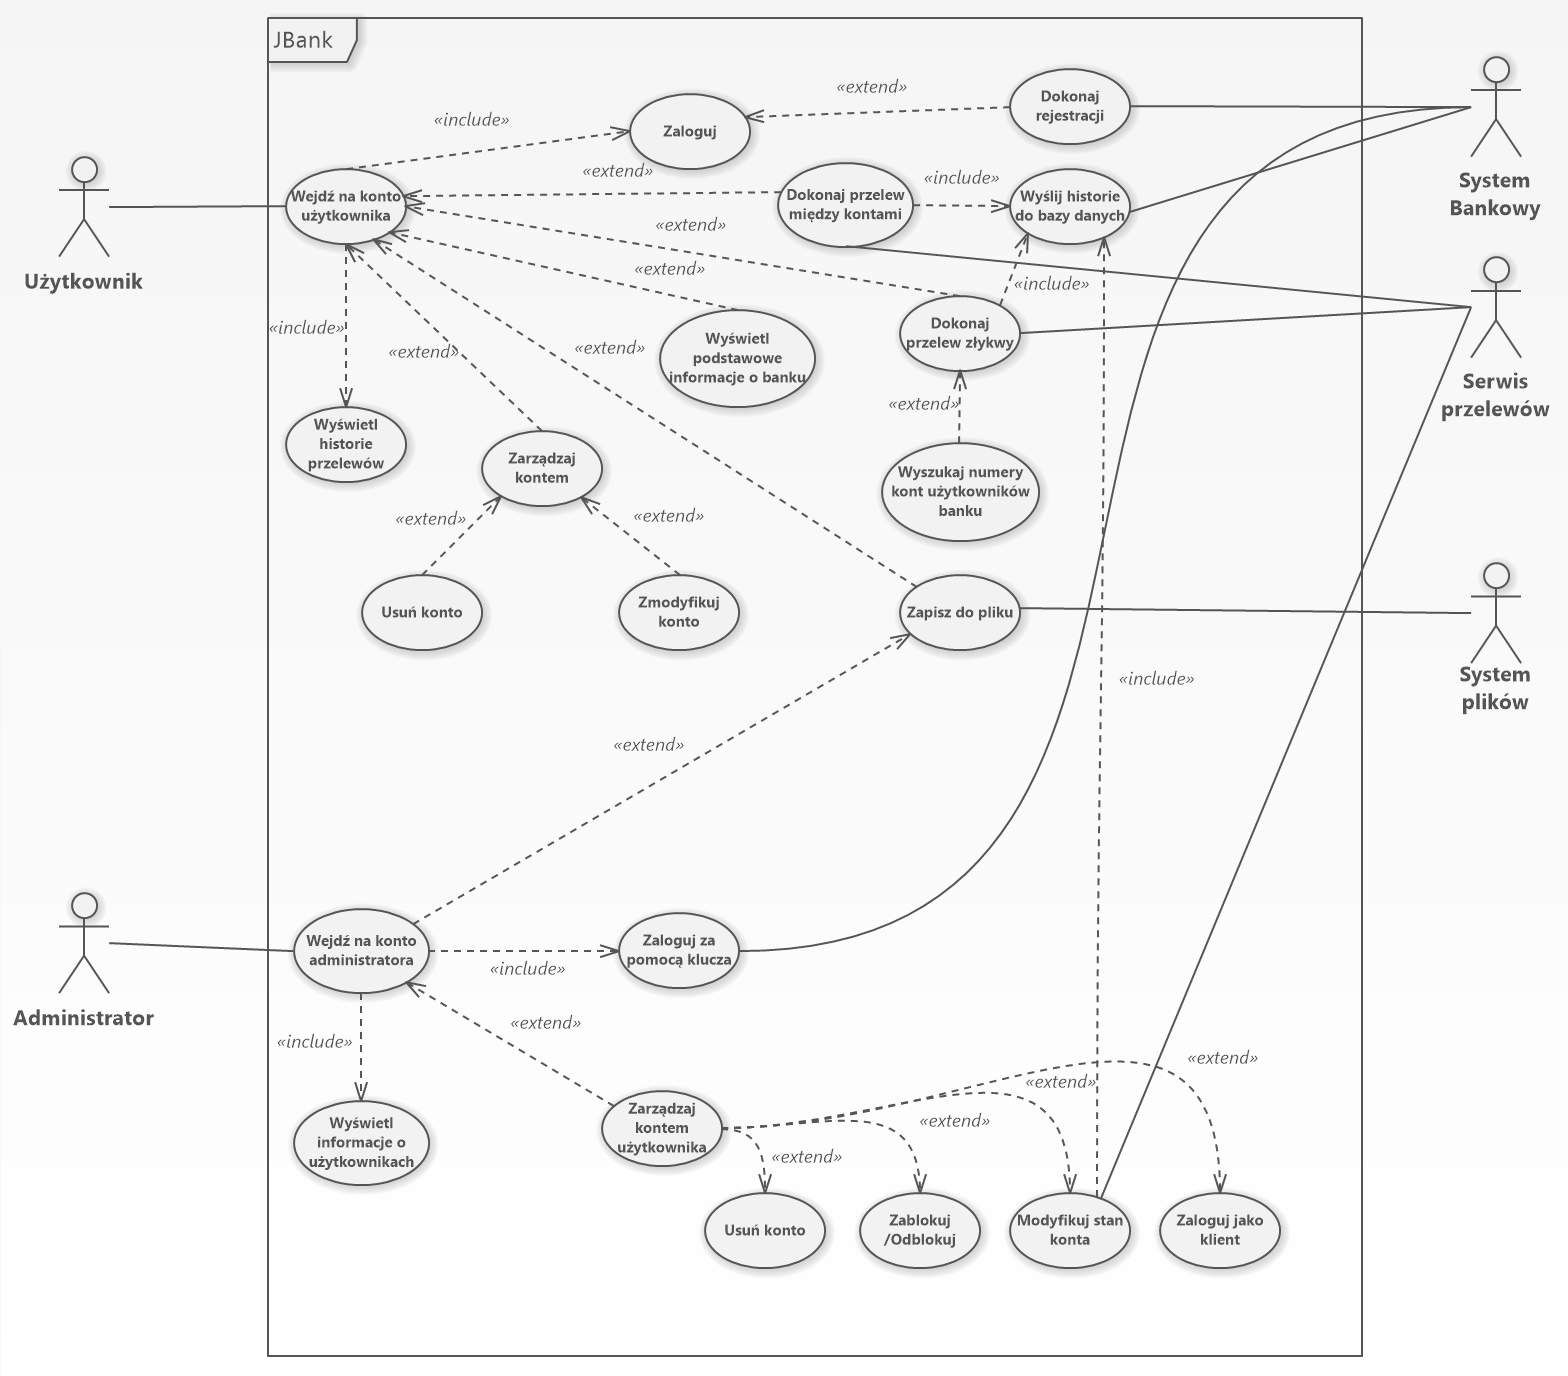 JBank
«extend»
Dokonaj
rejestracji
«include»
Zaloguj
System
Bankowy
Wejdź na konto
użytkownika
«extend»
Dokonaj przelew
między kontami
«include»
Wyślij historie
do bazy danych
Użytkownik
«extend»
«extend»
«include»
«include»
«extend»
«extend»
Wyświetl
podstawowe
informacje o banku
Dokonaj
przelew złykwy
Serwis
przelewów
Wyświetl
historie
przelewów
Zarządzaj
kontem
«extend»
Wyszukaj numery
kont użytkowników
banku
«extend»
«extend»
Usuń konto
Zmodyfikuj
konto
Zapisz do pliku
System
plików
«include»
«extend»
Wejdź na konto
administratora
«include»
Zaloguj za
pomocą klucza
Administrator
«include»
«extend»
«extend»
«extend»
«extend»
«extend»
Wyświetl
informacje o
użytkownikach
Zarządzaj
kontem
użytkownika
Usuń konto
Zablokuj
/Odblokuj
Modyfikuj stan
konta
Zaloguj jako
klient